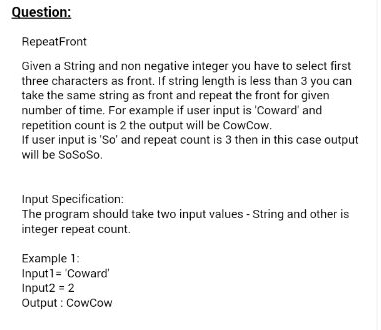 Question:
RepeatFront
Given a String and non negative integer you have to select first
three characters as front. If string length is less than 3 you can
take the same string as front and repeat the front for given
number of time. For example if user input is 'Coward' and
repetition count is 2 the output will be CowCow.
If user input is 'So' and repeat count is 3 then in this case output
will be SoSoSo.
Input Specification:
The program should take two input values - String and other is
integer repeat count.
Example 1:
Input1= 'Coward'
Input2 = 2
Output : CowCow